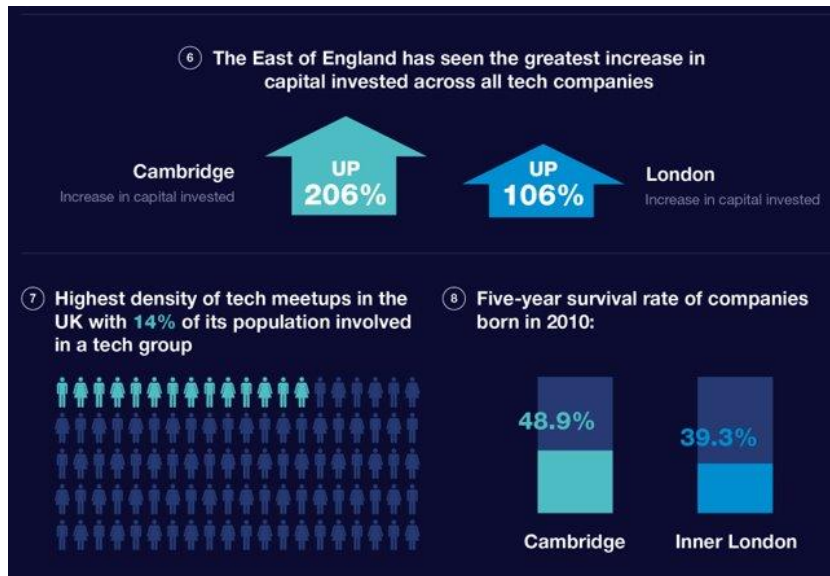 6 The East of England has seen the greatest increase in
capital invested across all tech companies
Cambridge
Increase in capital invested
UP
206%
UP
106%
London
Increase in capital invested
7 Highest density of tech meetups in the
UK with 14% of its population involved
in a tech group
8 Five-year survival rate of companies
born in 2010:
48.9%
Cambridge
39.3%
Inner London